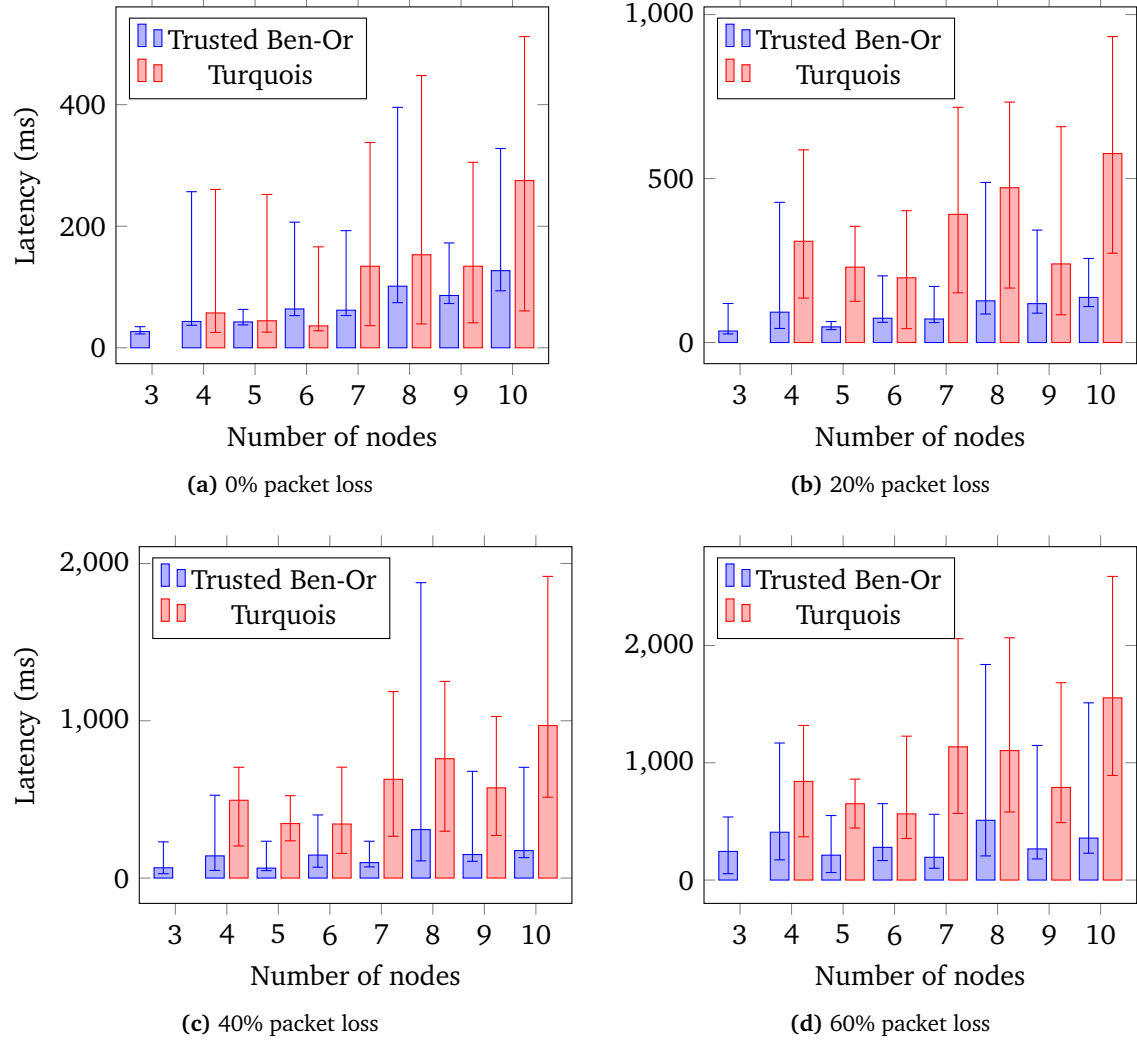 Trusted Ben-Or
Turquois
400
200
0
Latency (ms)
3 4 5 6 7 8 9 10
Number of nodes
(a) 0% packet loss
1,000
Trusted Ben-Or
Turquois
500
0
3 4 5 6 7 8 9 10
Number of nodes
(b) 20% packet loss
2,000
Trusted Ben-Or
Turquois
1,000
0
Latency (ms)
3 4 5 6 7 8 9 10
Number of nodes
(c) 40% packet loss
Trusted Ben-Or
Turquois
2,000
1,000
0
3 4 5 6 7 8 9 10
Number of nodes
(d) 60% packet loss